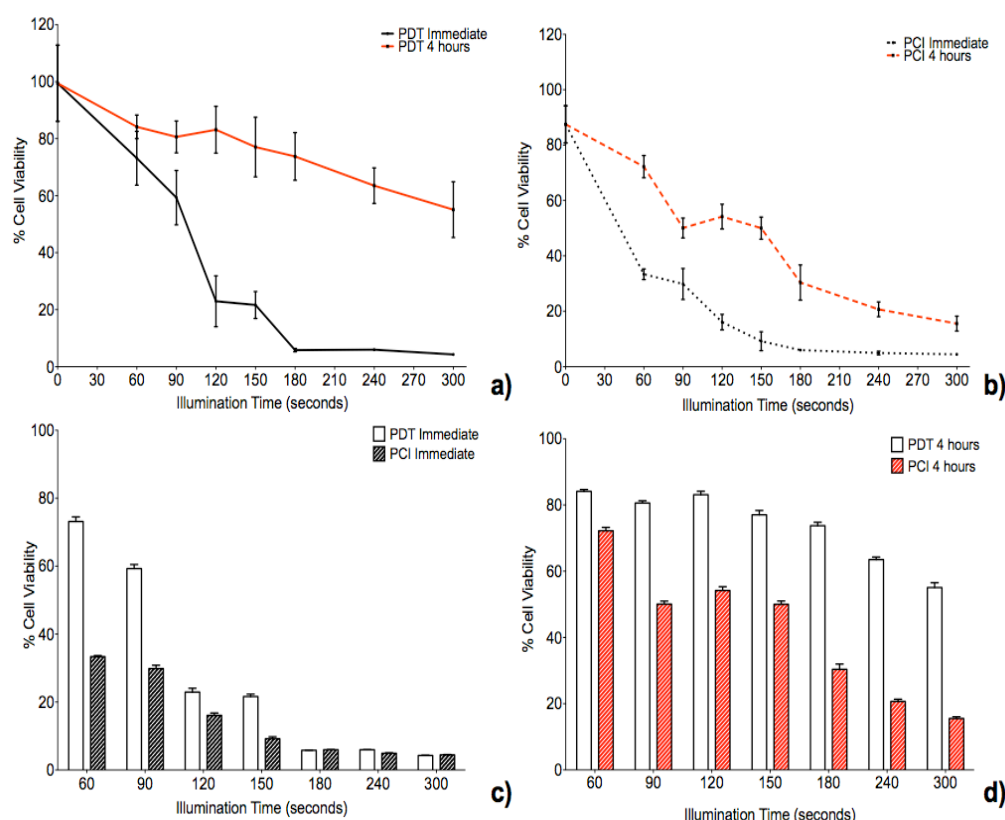 120
100
80
60
40
20
0
% Cell Viability
PDT Immediate
PDT 4 hours
0 30 60 90 120 150 180 210 240 270 300
Illumination Time (seconds)
a)
120
100
80
60
40
20
0
% Cell Viability
PCI Immediate
PCI 4 hours
0 30 60 90 120 150 180 210 240 270 300
Illumination Time (seconds)
b)
100
80
60
40
20
0
% Cell Viability
PDT Immediate
PCI Immediate
60 90 120 150 180 240 300
Illumination Time (seconds)
c)
100
80
60
40
20
0
% Cell Viability
PDT 4 hours
PCI 4 hours
60 90 120 150 180 240 300
Illumination Time (seconds)
d)